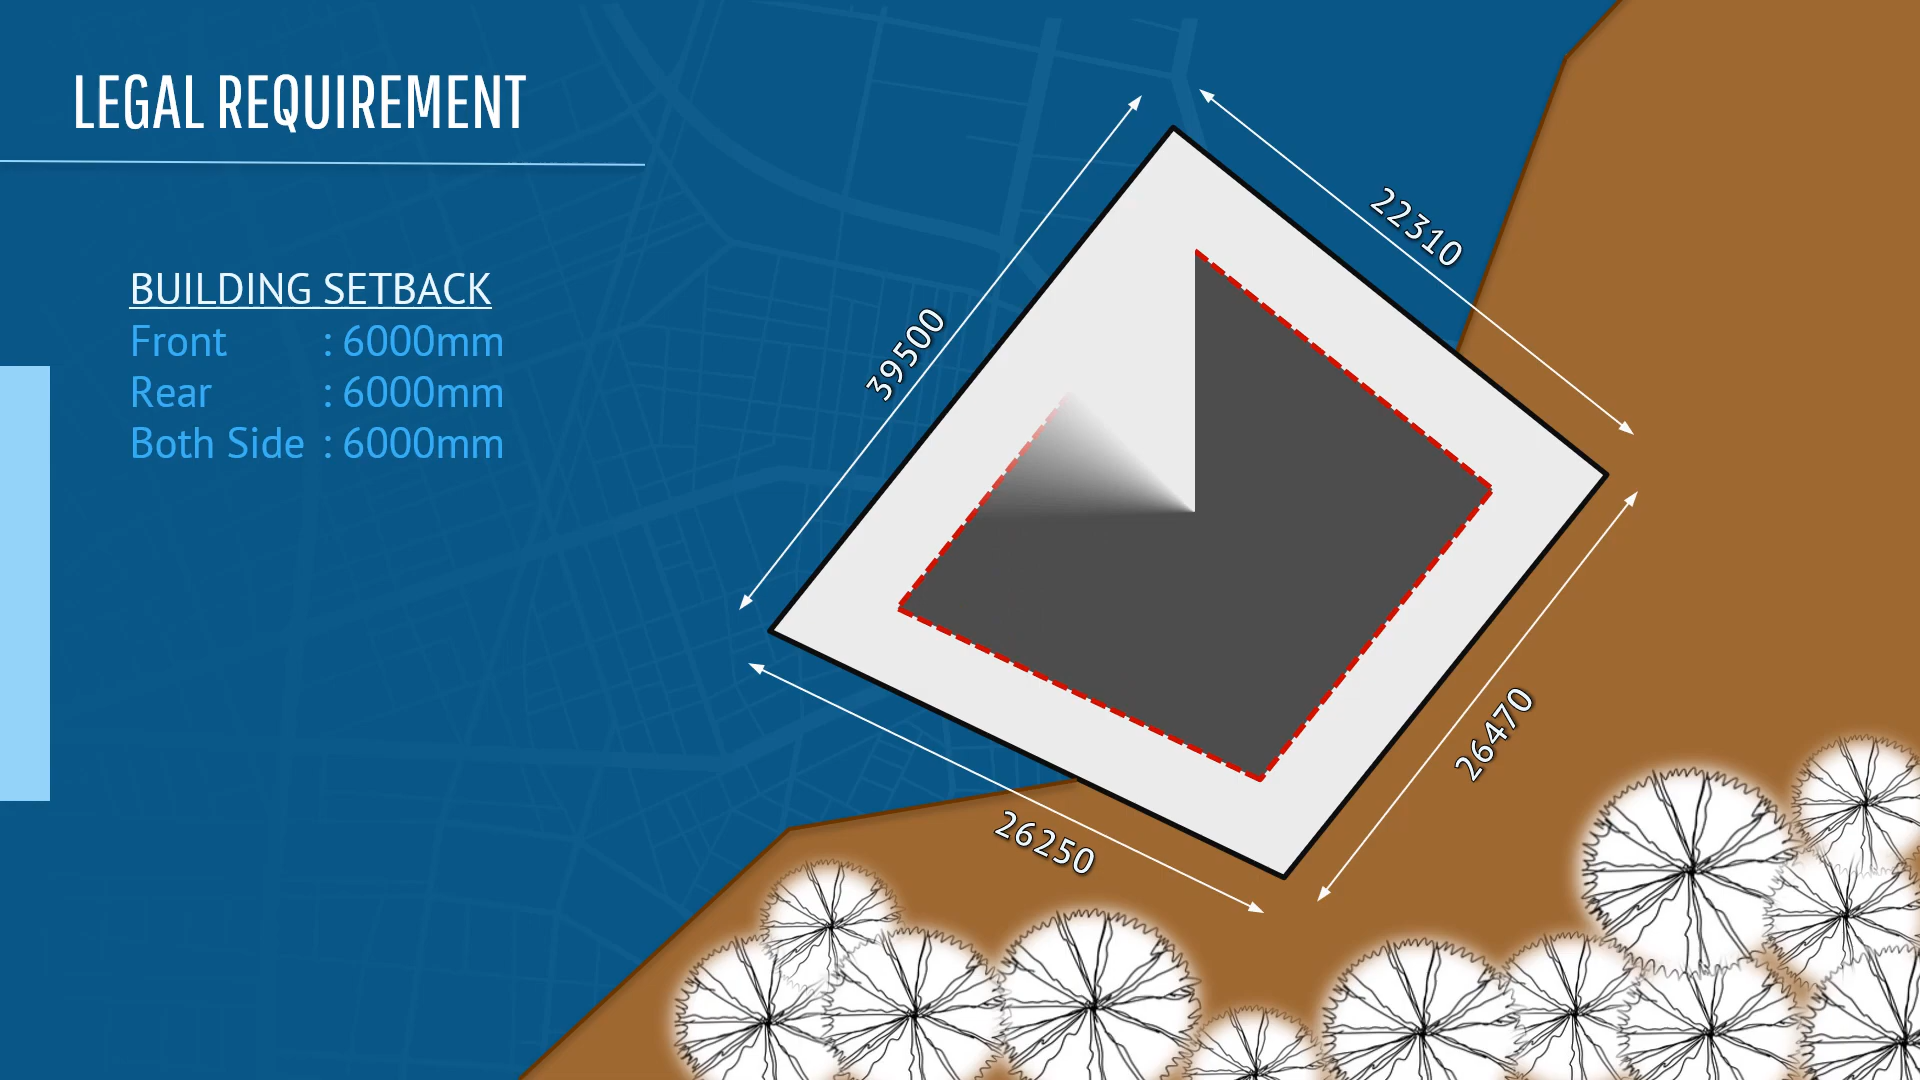 LEGAL REQUIREMENT
BUILDING SETBACK
Front : 6000mm
Rear : 6000mm
Both Side : 6000mm
39500
22310
26470
26250